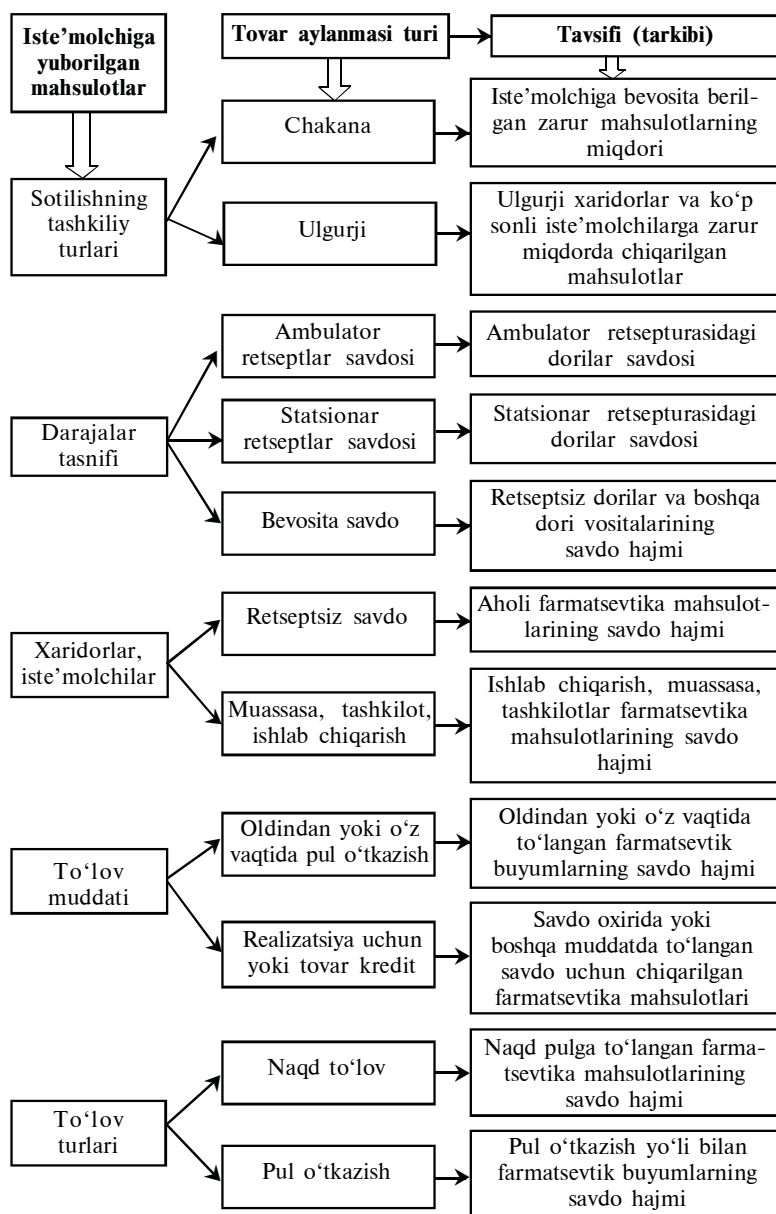 Iste’molchiga
yuborilgan
mahsulotlar
Tovar aylanmasi turi
Tavsifi (tarkibi)
Sotilishning
tashkiliy
turlari
Chakana
Iste’molchiga bevosita beril-
gan zarur mahsulotlarning
miqdori
Ulgurji
Ulgurji xaridorlar va ko‘p
sonli iste’molchilarga zarur
miqdorda chiqarilgan
mahsulotlar
Darajalar
tasnifi
Ambulator
retseptlar savdosi
Ambulator retsepturasidagi
dorilar savdosi
Statsionar
retseptlar savdosi
Statsionar retsepturasidagi
dorilar savdosi
Bevosita savdo
Retseptsiz dorilar va boshqa
dori vositalarining
savdo hajmi
Xaridorlar,
iste’molchilar
Retseptsiz savdo
Aholi farmatsevtika mahsulot-
larining savdo hajmi
Muassasa, tashkilot,
ishlab chiqarish
Ishlab chiqarish, muassasa,
tashkilotlar farmatsevtika
mahsulotlarining savdo
hajmi
To‘lov
muddati
Oldindan yoki o‘z
vaqtida pul o‘tkazish
Oldindan yoki o‘z vaqtida
to‘langan farmatsevtik
buyumlarning savdo hajmi
Realizatsiya uchun
yoki tovar kredit
Savdo oxirida yoki
boshqa muddatda to‘langan
savdo uchun chiqarilgan
farmatsevtika mahsulotlari
To‘lov
turlari
Naqd to‘lov
Naqd pulga to‘langan farma-
tsevtika mahsulotlarining
savdo hajmi
Pul o‘tkazish
Pul o‘tkazish yo‘li bilan
farmatsevtik buyumlarning
savdo hajmi